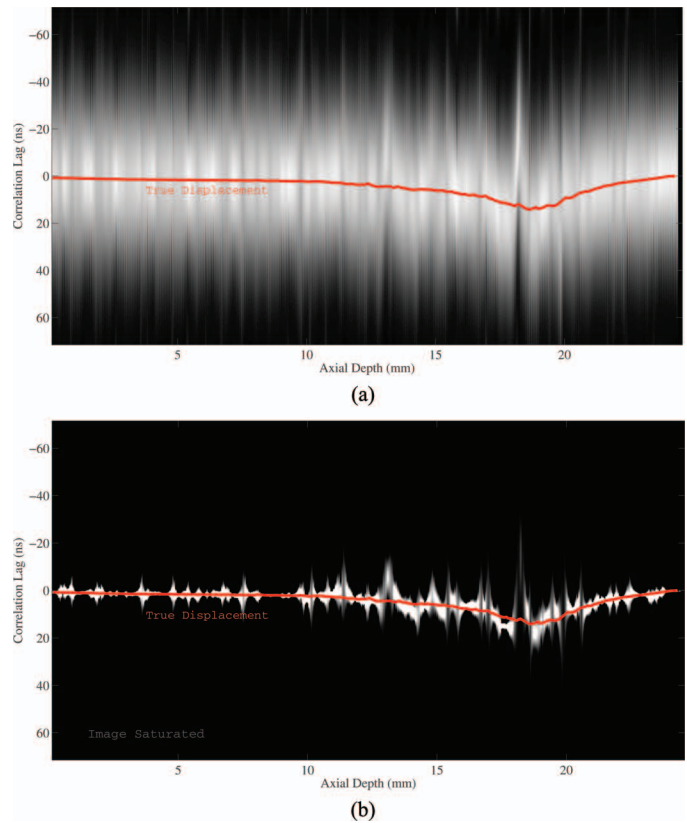 −60
−40
−20
0
20
40
60
Correlation Lag (ns)
True Displacement
5
10
15
20
Axial Depth (mm)
(a)
−60
−40
−20
0
20
40
60
Correlation Lag (ns)
True Displacement
Image Saturated
5
10
15
20
Axial Depth (mm)
(b)